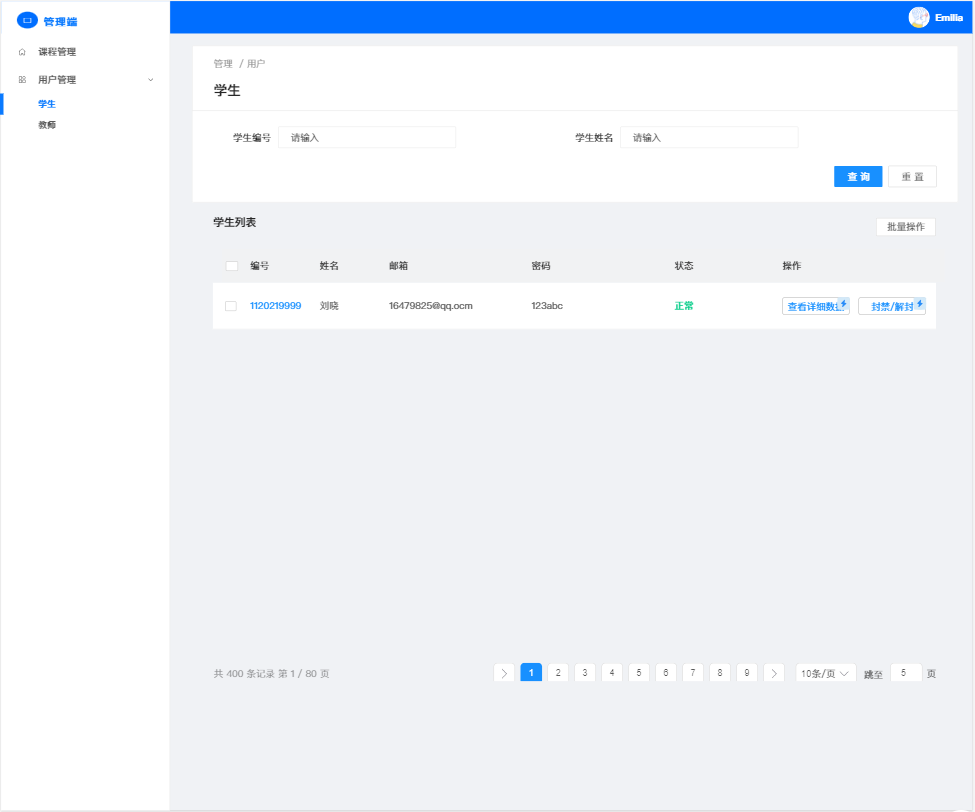 管理端
Emilia
课程管理
用户管理
学生
教师
管理 / 用户
学生
学生编号 请输入 学生姓名 请输入
查 询 重 置
学生列表
批量操作
编号 姓名 邮箱 密码 状态 操作
1120219999 刘晓 16479825@qq.ocm 123abc 正常 查看详细数据 封禁/解封
共 400 条记录 第 1 / 80 页 1 2 3 4 5 6 7 8 9 10条/页 跳至 5 页